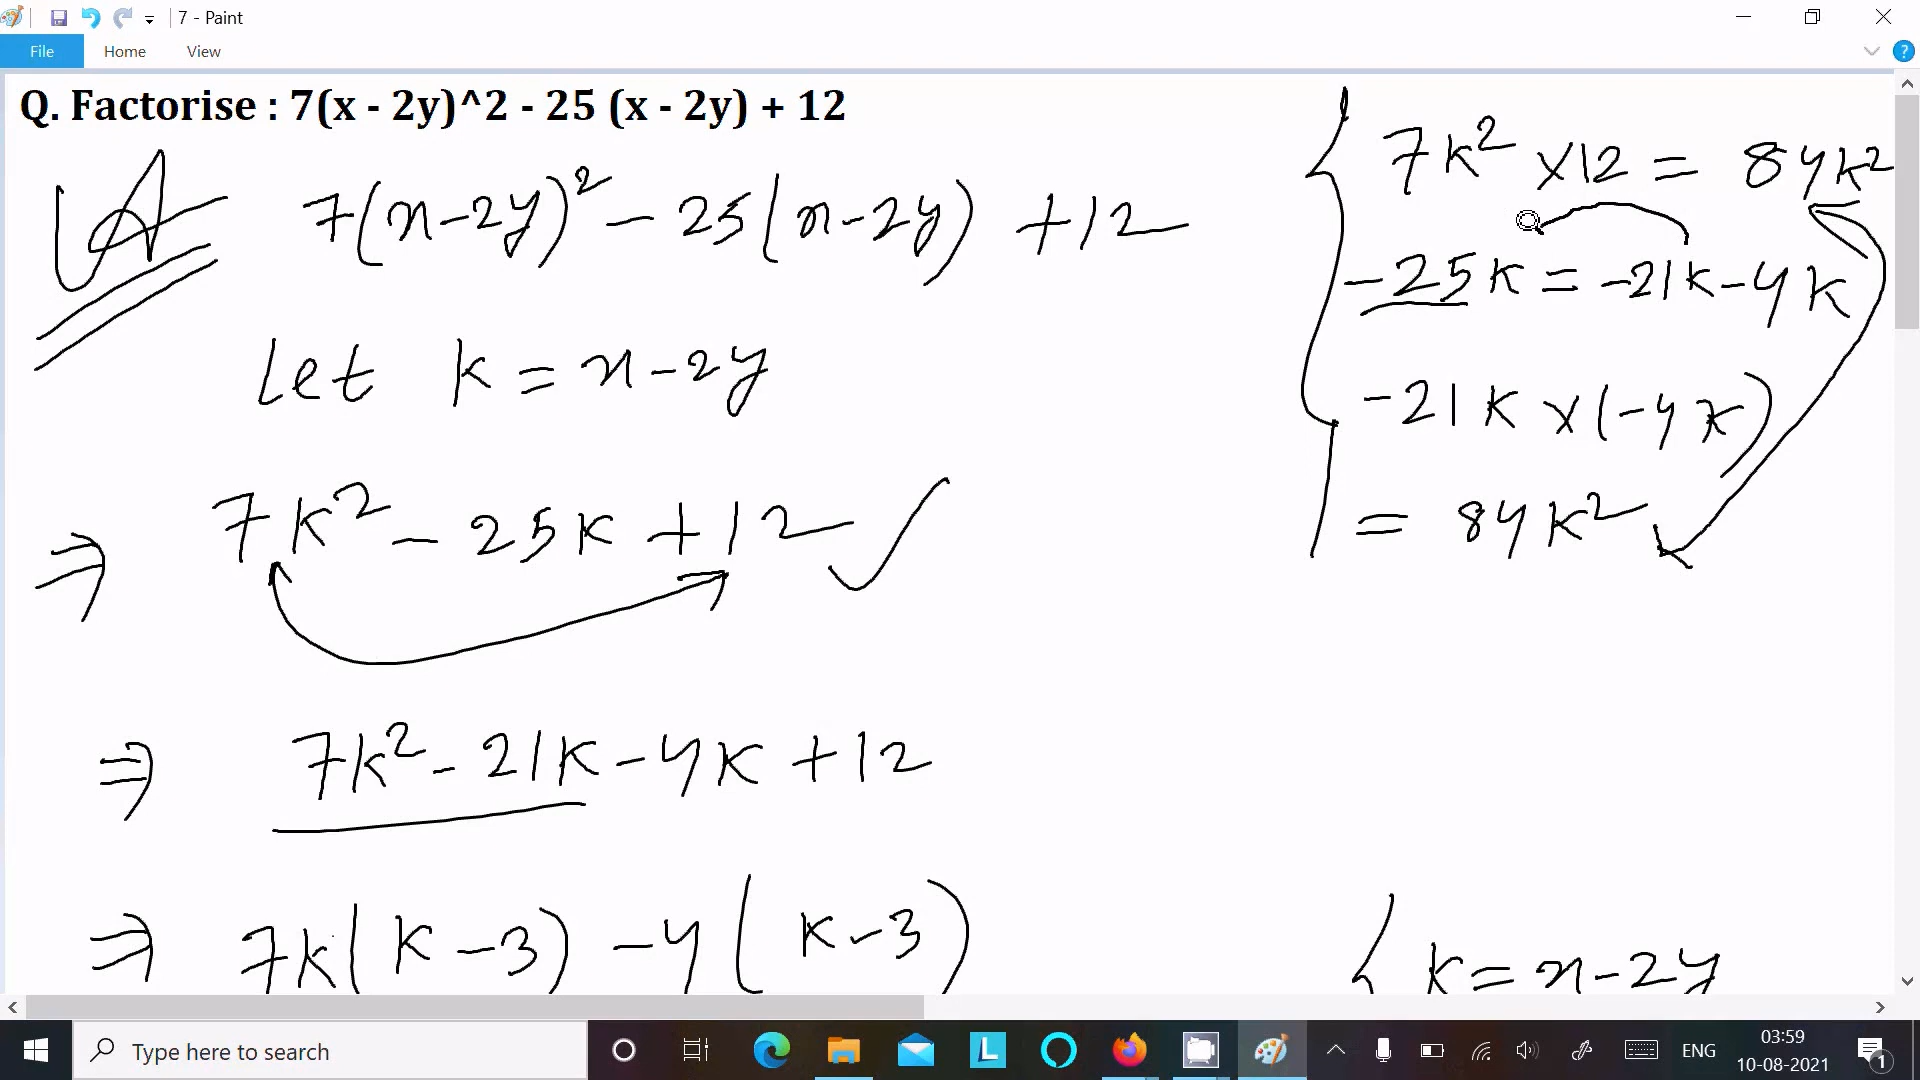 7 - Paint
File Home View
Q. Factorise : 7(x - 2y)^2 - 25 (x - 2y) + 12
7(x-2y)² - 25(x-2y) +12
Let k = x-2y
⇒ 7k² - 25k +12
⇒ 7k² - 21k - 4k + 12
⇒ 7k(k-3) -4(k-3)
7k² ×12 = 84k²
-25k = -21k-4k
-21k ×(-4k)
= 84k²
k = x-2y
Type here to search
L
ENG
03:59
10-08-2021
1